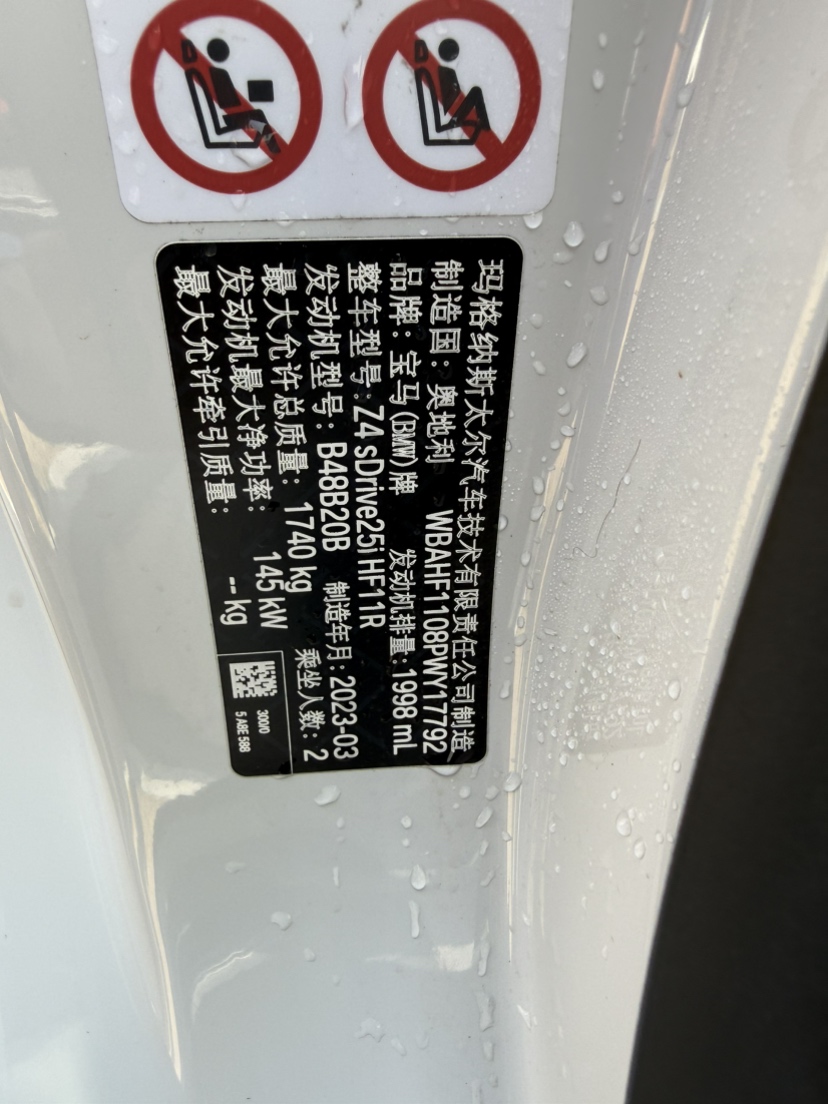 玛格纳斯太尔汽车技术有限责任公司制造
制造国：奥地利 WBAHF1108PWY17792
品牌：宝马(BMW)牌 发动机排量：1998 mL
整车型号：Z4 sDrive25i HF11R
发动机型号：B48B20B 制造年月：2023-03
最大允许总质量：1740 kg 乘坐人数：2
发动机最大净功率：145 kW
最大允许牵引质量：-- kg
300/0
5 A8E 588